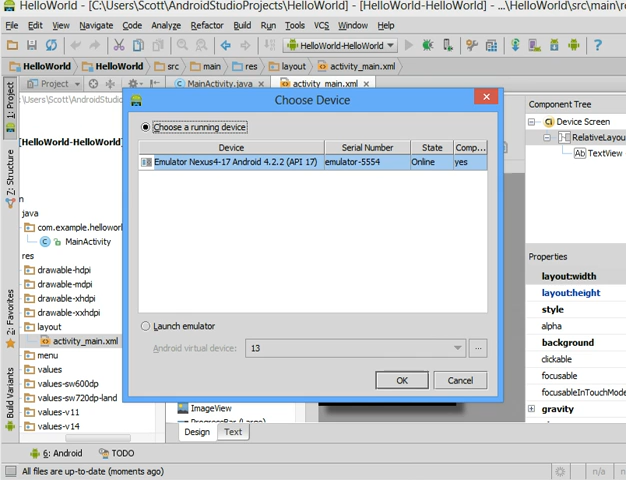 HelloWorld - [C:\Users\Scott\AndroidStudioProjects\HelloWorld] - [HelloWorld-HelloWorld] - ...\HelloWorld\src\main\re
File Edit View Navigate Code Analyze Refactor Build Run Tools VCS Window Help
HelloWorld-HelloWorld
HelloWorld HelloWorld src main res layout activity_main.xml
Project MainActivity.java activity_main.xml
\Users\Scott\AndroidStudioProject
[HelloWorld-HelloWorld]
n
java
com.example.helloworl
MainActivity
res
drawable-hdpi
drawable-mdpi
drawable-xhdpi
drawable-xxhdpi
layout
activity_main.xml
menu
values
values-sw600dp
values-sw720dp-land
values-v11
values-v14
1: Project
Z: Structure
2: Favorites
Build Variants
Choose Device
Choose a running device
Device Serial Number State Comp...
Emulator Nexus4-17 Android 4.2.2 (API 17) emulator-5554 Online yes
Launch emulator
Android virtual device: 13 ...
OK Cancel
ImageView
ProgressBar (Large)
Design Text
Component Tree
Device Screen
RelativeLayou
Ab TextView
Properties
layout:width
layout:height
style
alpha
background
clickable
focusable
focusableInTouchMode
gravity
6: Android TODO
All files are up-to-date (moments ago) n/a